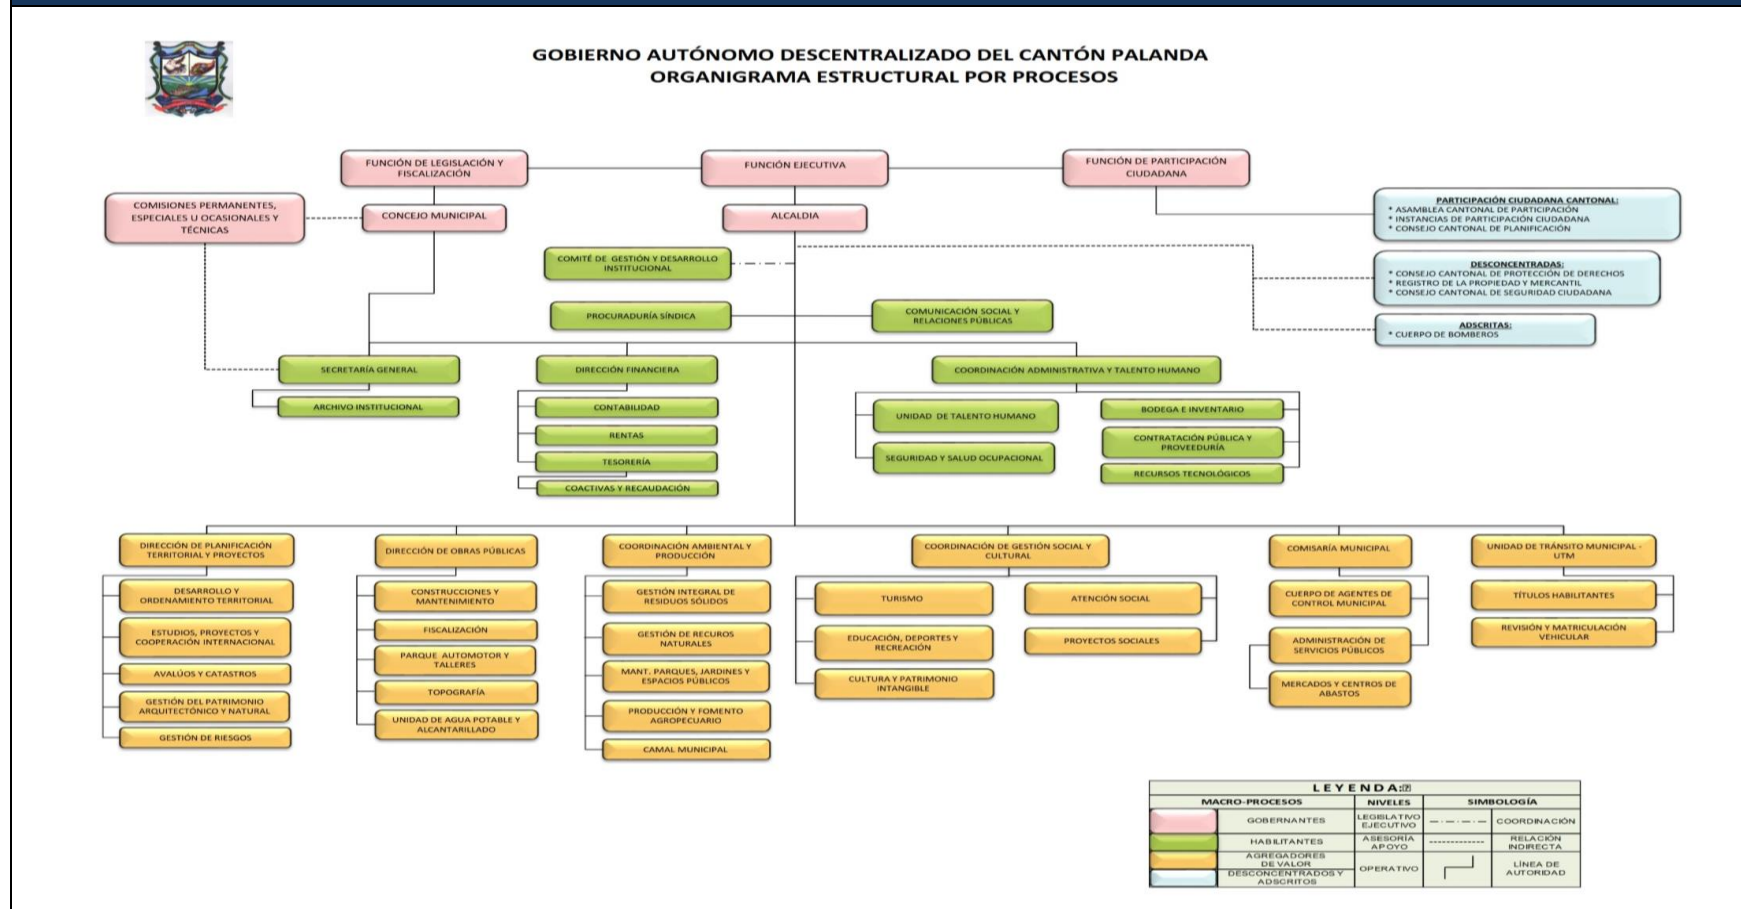 GOBIERNO AUTÓNOMO DESCENTRALIZADO DEL CANTÓN PALANDA
ORGANIGRAMA ESTRUCTURAL POR PROCESOS
FUNCIÓN DE LEGISLACIÓN Y
FISCALIZACIÓN
FUNCIÓN EJECUTIVA
FUNCIÓN DE PARTICIPACIÓN
CIUDADANA
COMISIONES PERMANENTES,
ESPECIALES U OCASIONALES Y
TÉCNICAS
CONCEJO MUNICIPAL
ALCALDIA
PARTICIPACIÓN CIUDADANA CANTONAL:
* ASAMBLEA CANTONAL DE PARTICIPACIÓN
* INSTANCIAS DE PARTICIPACIÓN CIUDADANA
* CONSEJO CANTONAL DE PLANIFICACIÓN
COMITÉ DE GESTIÓN Y DESARROLLO
INSTITUCIONAL
DESCONCENTRADAS:
* CONSEJO CANTONAL DE PROTECCIÓN DE DERECHOS
* REGISTRO DE LA PROPIEDAD Y MERCANTIL
* CONSEJO CANTONAL DE SEGURIDAD CIUDADANA
PROCURADURÍA SÍNDICA
COMUNICACIÓN SOCIAL Y
RELACIONES PÚBLICAS
ADSCRITAS:
* CUERPO DE BOMBEROS
SECRETARÍA GENERAL
DIRECCIÓN FINANCIERA
COORDINACIÓN ADMINISTRATIVA Y TALENTO HUMANO
ARCHIVO INSTITUCIONAL
CONTABILIDAD
RENTAS
TESORERÍA
COACTIVAS Y RECAUDACIÓN
UNIDAD DE TALENTO HUMANO
SEGURIDAD Y SALUD OCUPACIONAL
BODEGA E INVENTARIO
CONTRATACIÓN PÚBLICA Y
PROVEEDURÍA
RECURSOS TECNOLÓGICOS
DIRECCIÓN DE PLANIFICACIÓN
TERRITORIAL Y PROYECTOS
DESARROLLO Y
ORDENAMIENTO TERRITORIAL
ESTUDIOS, PROYECTOS Y
COOPERACIÓN INTERNACIONAL
AVALÚOS Y CATASTROS
GESTIÓN DEL PATRIMONIO
ARQUITECTÓNICO Y NATURAL
GESTIÓN DE RIESGOS
DIRECCIÓN DE OBRAS PÚBLICAS
CONSTRUCCIONES Y
MANTENIMIENTO
FISCALIZACIÓN
PARQUE AUTOMOTOR Y
TALLERES
TOPOGRAFÍA
UNIDAD DE AGUA POTABLE Y
ALCANTARILLADO
COORDINACIÓN AMBIENTAL Y
PRODUCCIÓN
GESTIÓN INTEGRAL DE
RESIDUOS SÓLIDOS
GESTIÓN DE RECUROS
NATURALES
MANT. PARQUES, JARDINES Y
ESPACIOS PÚBLICOS
PRODUCCIÓN Y FOMENTO
AGROPECUARIO
CAMAL MUNICIPAL
COORDINACIÓN DE GESTIÓN SOCIAL Y
CULTURAL
TURISMO
EDUCACIÓN, DEPORTES Y
RECREACIÓN
CULTURA Y PATRIMONIO
INTANGIBLE
ATENCIÓN SOCIAL
PROYECTOS SOCIALES
COMISARÍA MUNICIPAL
CUERPO DE AGENTES DE
CONTROL MUNICIPAL
ADMINISTRACIÓN DE
SERVICIOS PÚBLICOS
MERCADOS Y CENTROS DE
ABASTOS
UNIDAD DE TRÁNSITO MUNICIPAL -
UTM
TÍTULOS HABILITANTES
REVISIÓN Y MATRICULACIÓN
VEHICULAR
LEYENDA:
MACRO-PROCESOS NIVELES SIMBOLOGÍA
GOBERNANTES
LEGISLATIVO
EJECUTIVO
COORDINACIÓN
HABILITANTES
ASESORÍA
APOYO
RELACIÓN
INDIRECTA
AGREGADORES
DE VALOR
DESCONCENTRADOS Y
ADSCRITOS
OPERATIVO
LÍNEA DE
AUTORIDAD